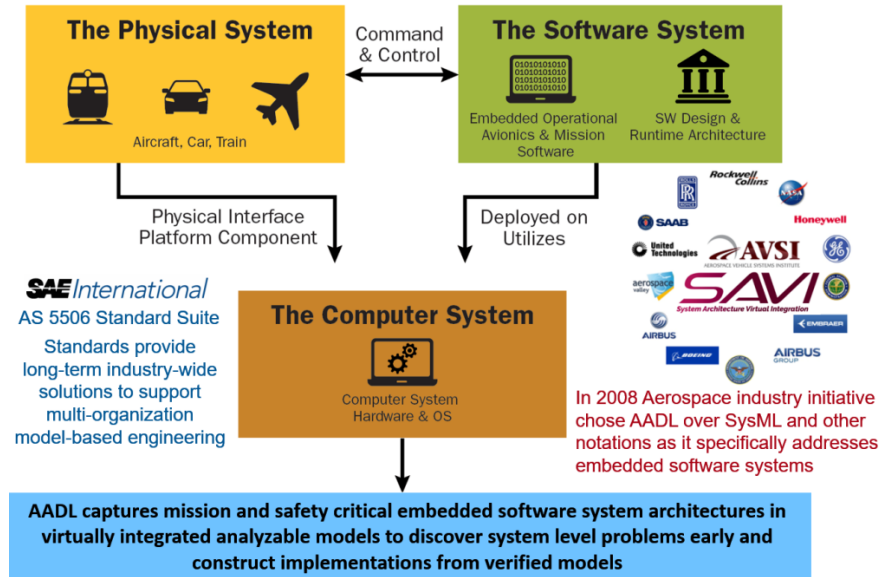 The Physical System
Aircraft, Car, Train
Command
& Control
The Software System
01010101010
01010101010
01010101010
01010101010
Embedded Operational
Avionics & Mission
Software
SW Design &
Runtime Architecture
Physical Interface
Platform Component
Deployed on
Utilizes
SAE International
AS 5506 Standard Suite
Standards provide
long-term industry-wide
solutions to support
multi-organization
model-based engineering
The Computer System
Computer System
Hardware & OS
Rockwell
Collins
NASA
SAAB
Honeywell
United
Technologies
AVSI
AEROSPACE VEHICLE SYSTEMS INSTITUTE
aerospace
valley
SAVI
System Architecture Virtual Integration
AIRBUS
EMBRAER
BOEING
AIRBUS
GROUP
In 2008 Aerospace industry initiative
chose AADL over SysML and other
notations as it specifically addresses
embedded software systems
AADL captures mission and safety critical embedded software system architectures in
virtually integrated analyzable models to discover system level problems early and
construct implementations from verified models